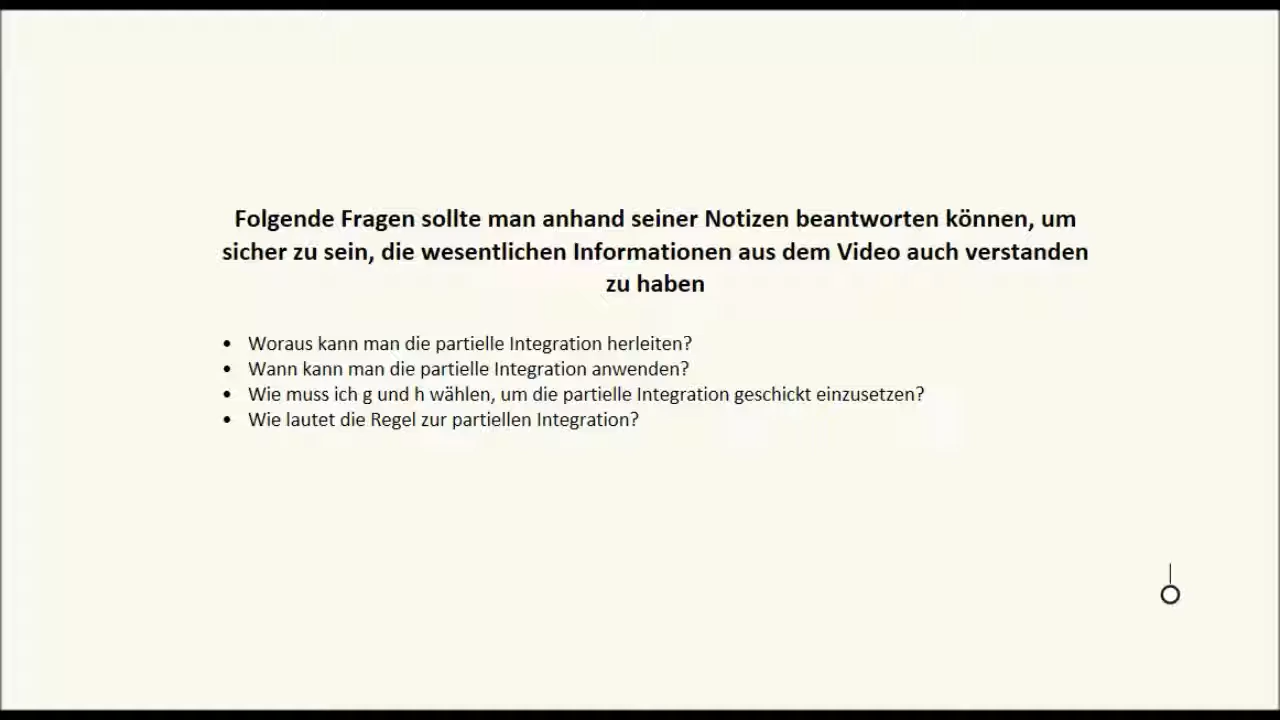 Folgende Fragen sollte man anhand seiner Notizen beantworten können, um
sicher zu sein, die wesentlichen Informationen aus dem Video auch verstanden
zu haben
• Woraus kann man die partielle Integration herleiten?
• Wann kann man die partielle Integration anwenden?
• Wie muss ich g und h wählen, um die partielle Integration geschickt einzusetzen?
• Wie lautet die Regel zur partiellen Integration?